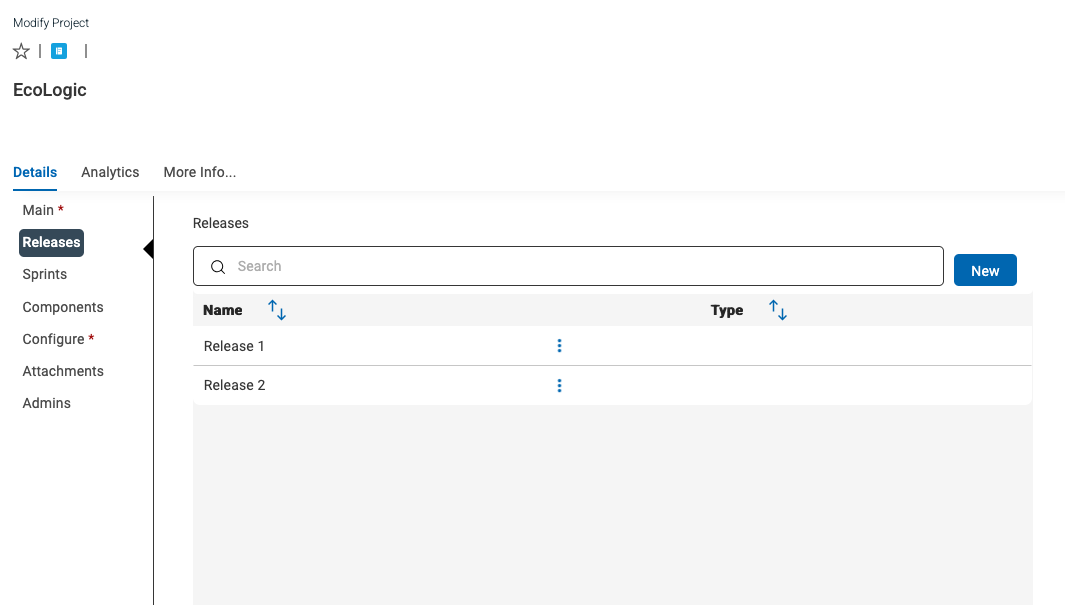 Modify Project
EcoLogic
Details Analytics More Info...
Main *
Releases
Sprints
Components
Configure *
Attachments
Admins
Releases
Search
New
Name Type
Release 1
Release 2